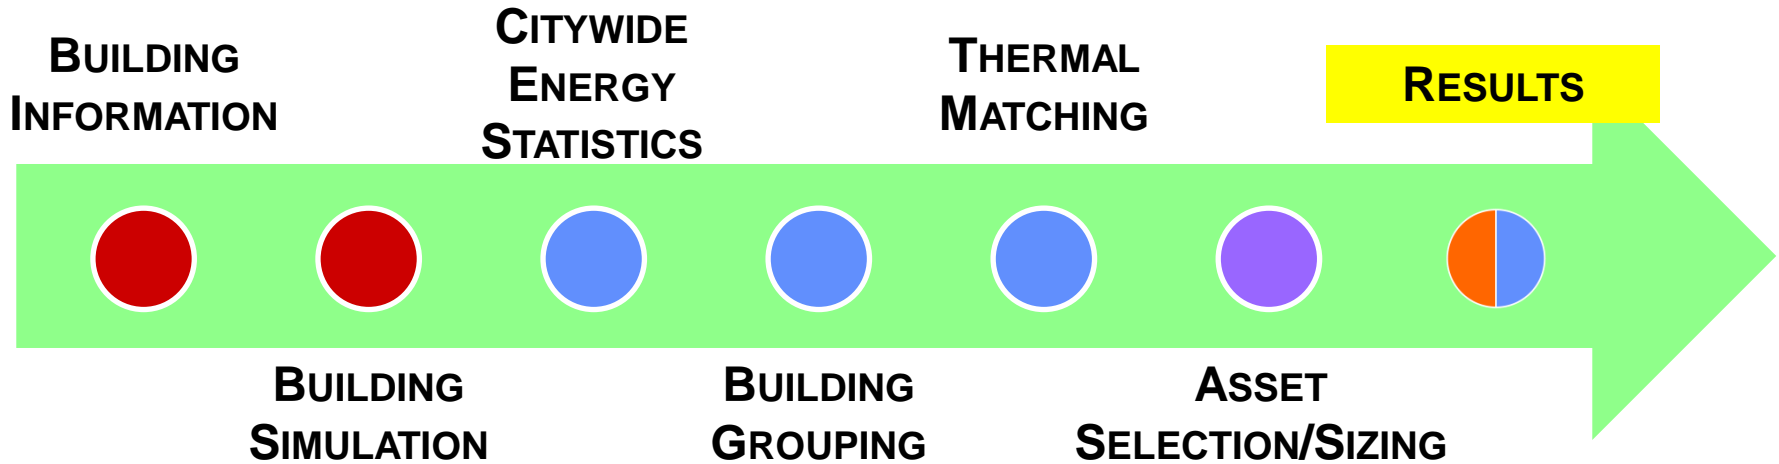 BUILDING
INFORMATION
CITYWIDE
ENERGY
STATISTICS
THERMAL
MATCHING
RESULTS
BUILDING
SIMULATION
BUILDING
GROUPING
ASSET
SELECTION/SIZING